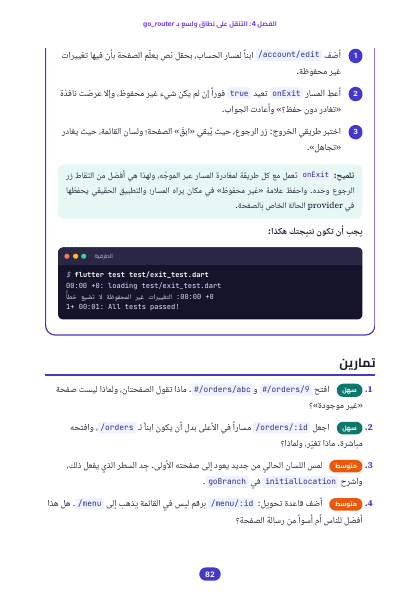 الفصل 4: التنقل على نطاق واسع بـ go_router
1 أضف /account/edit ابناً لمسار الحساب، بحقل نص يعلّم الصفحة بأن فيها تغييرات
غير محفوظة.
2 أعطِ المسار onExit تعيد true فوراً إن لم يكن شيء غير محفوظ، وإلا عرضت نافذة
«تغادر دون حفظ؟» وأعادت الجواب.
3 اختبر طريقي الخروج: زر الرجوع، حيث يُبقي «ابقَ» الصفحة؛ ولسان القائمة، حيث يغادر
«تجاهل».
تلميح: onExit تعمل مع كل طريقة لمغادرة المسار عبر الموجّه، ولهذا هي أفضل من التقاط زر
الرجوع وحده. واحفظ علامة «غير محفوظ» في مكان يراه المسار؛ والتطبيق الحقيقي يحفظها
في provider الحالة الخاص بالصفحة.
يجب أن تكون نتيجتك هكذا:
الطرفية
$ flutter test test/exit_test.dart
00:00 +0: loading test/exit_test.dart
00:00 +0: التغييرات غير المحفوظة لا تضيع خطأً
00:01 +1: All tests passed!
تمارين
1. سهل افتح /orders/9# و /orders/abc#. ماذا تقول الصفحتان، ولماذا ليست صفحة
«غير موجودة»؟
2. سهل اجعل /orders/:id مساراً في الأعلى بدل أن يكون ابناً لـ /orders، وافتحه
مباشرة. ماذا تغيّر، ولماذا؟
3. متوسط لمس اللسان الحالي من جديد يعود إلى صفحته الأولى. جِد السطر الذي يفعل ذلك،
واشرح initialLocation في goBranch.
4. متوسط أضف قاعدة تحويل: /menu/:id برقم ليس في القائمة يذهب إلى /menu. هل هذا
أفضل للناس أم أسوأ من رسالة الصفحة؟
82